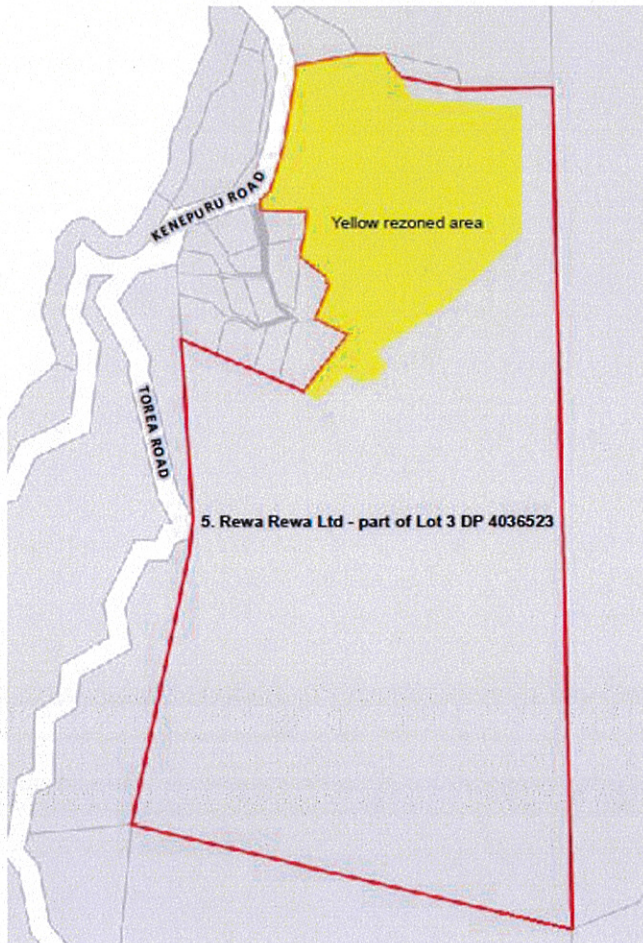 KENEPURU ROAD
Yellow rezoned area
TOREA ROAD
5. Rewa Rewa Ltd - part of Lot 3 DP 4036523